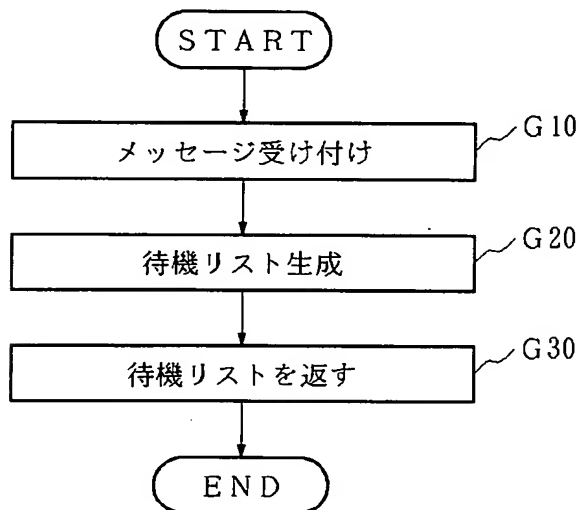 START
メッセージ受け付け
G10
待機リスト生成
G20
待機リストを返す
G30
END